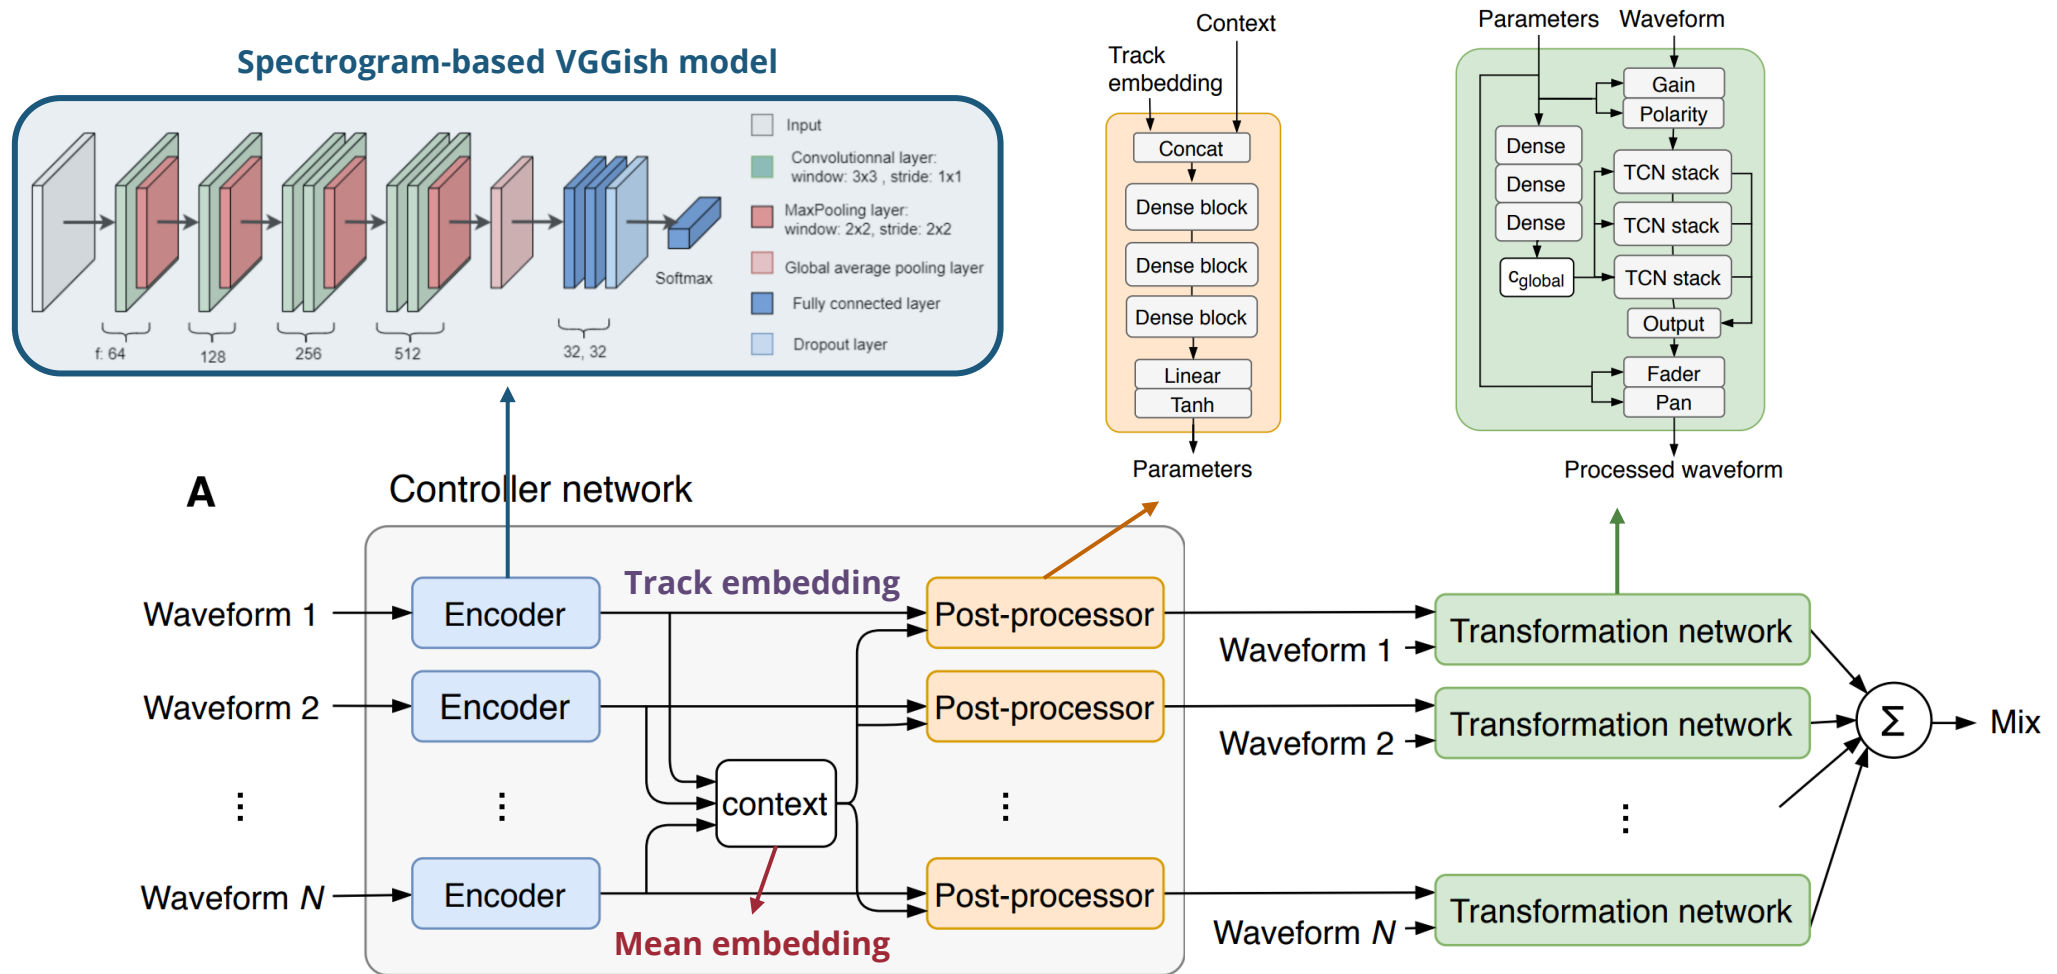 Spectrogram-based VGGish model
Input
Convolutionnal layer:
window: 3x3 , stride: 1x1
MaxPooling layer:
window: 2x2, stride: 2x2
Global average pooling layer
Fully connected layer
Dropout layer
Softmax
f: 64
128
256
512
32, 32
Context
Track
embedding
Concat
Dense block
Dense block
Dense block
Linear
Tanh
Parameters
Parameters
Waveform
Gain
Polarity
Dense
Dense
Dense
cglobal
TCN stack
TCN stack
TCN stack
Output
Fader
Pan
Processed waveform
A
Controller network
Track embedding
Waveform 1
Encoder
Post-processor
Waveform 1
Transformation network
Waveform 2
Encoder
Post-processor
Waveform 2
Transformation network
Σ
Mix
context
Waveform N
Encoder
Post-processor
Waveform N
Transformation network
Mean embedding